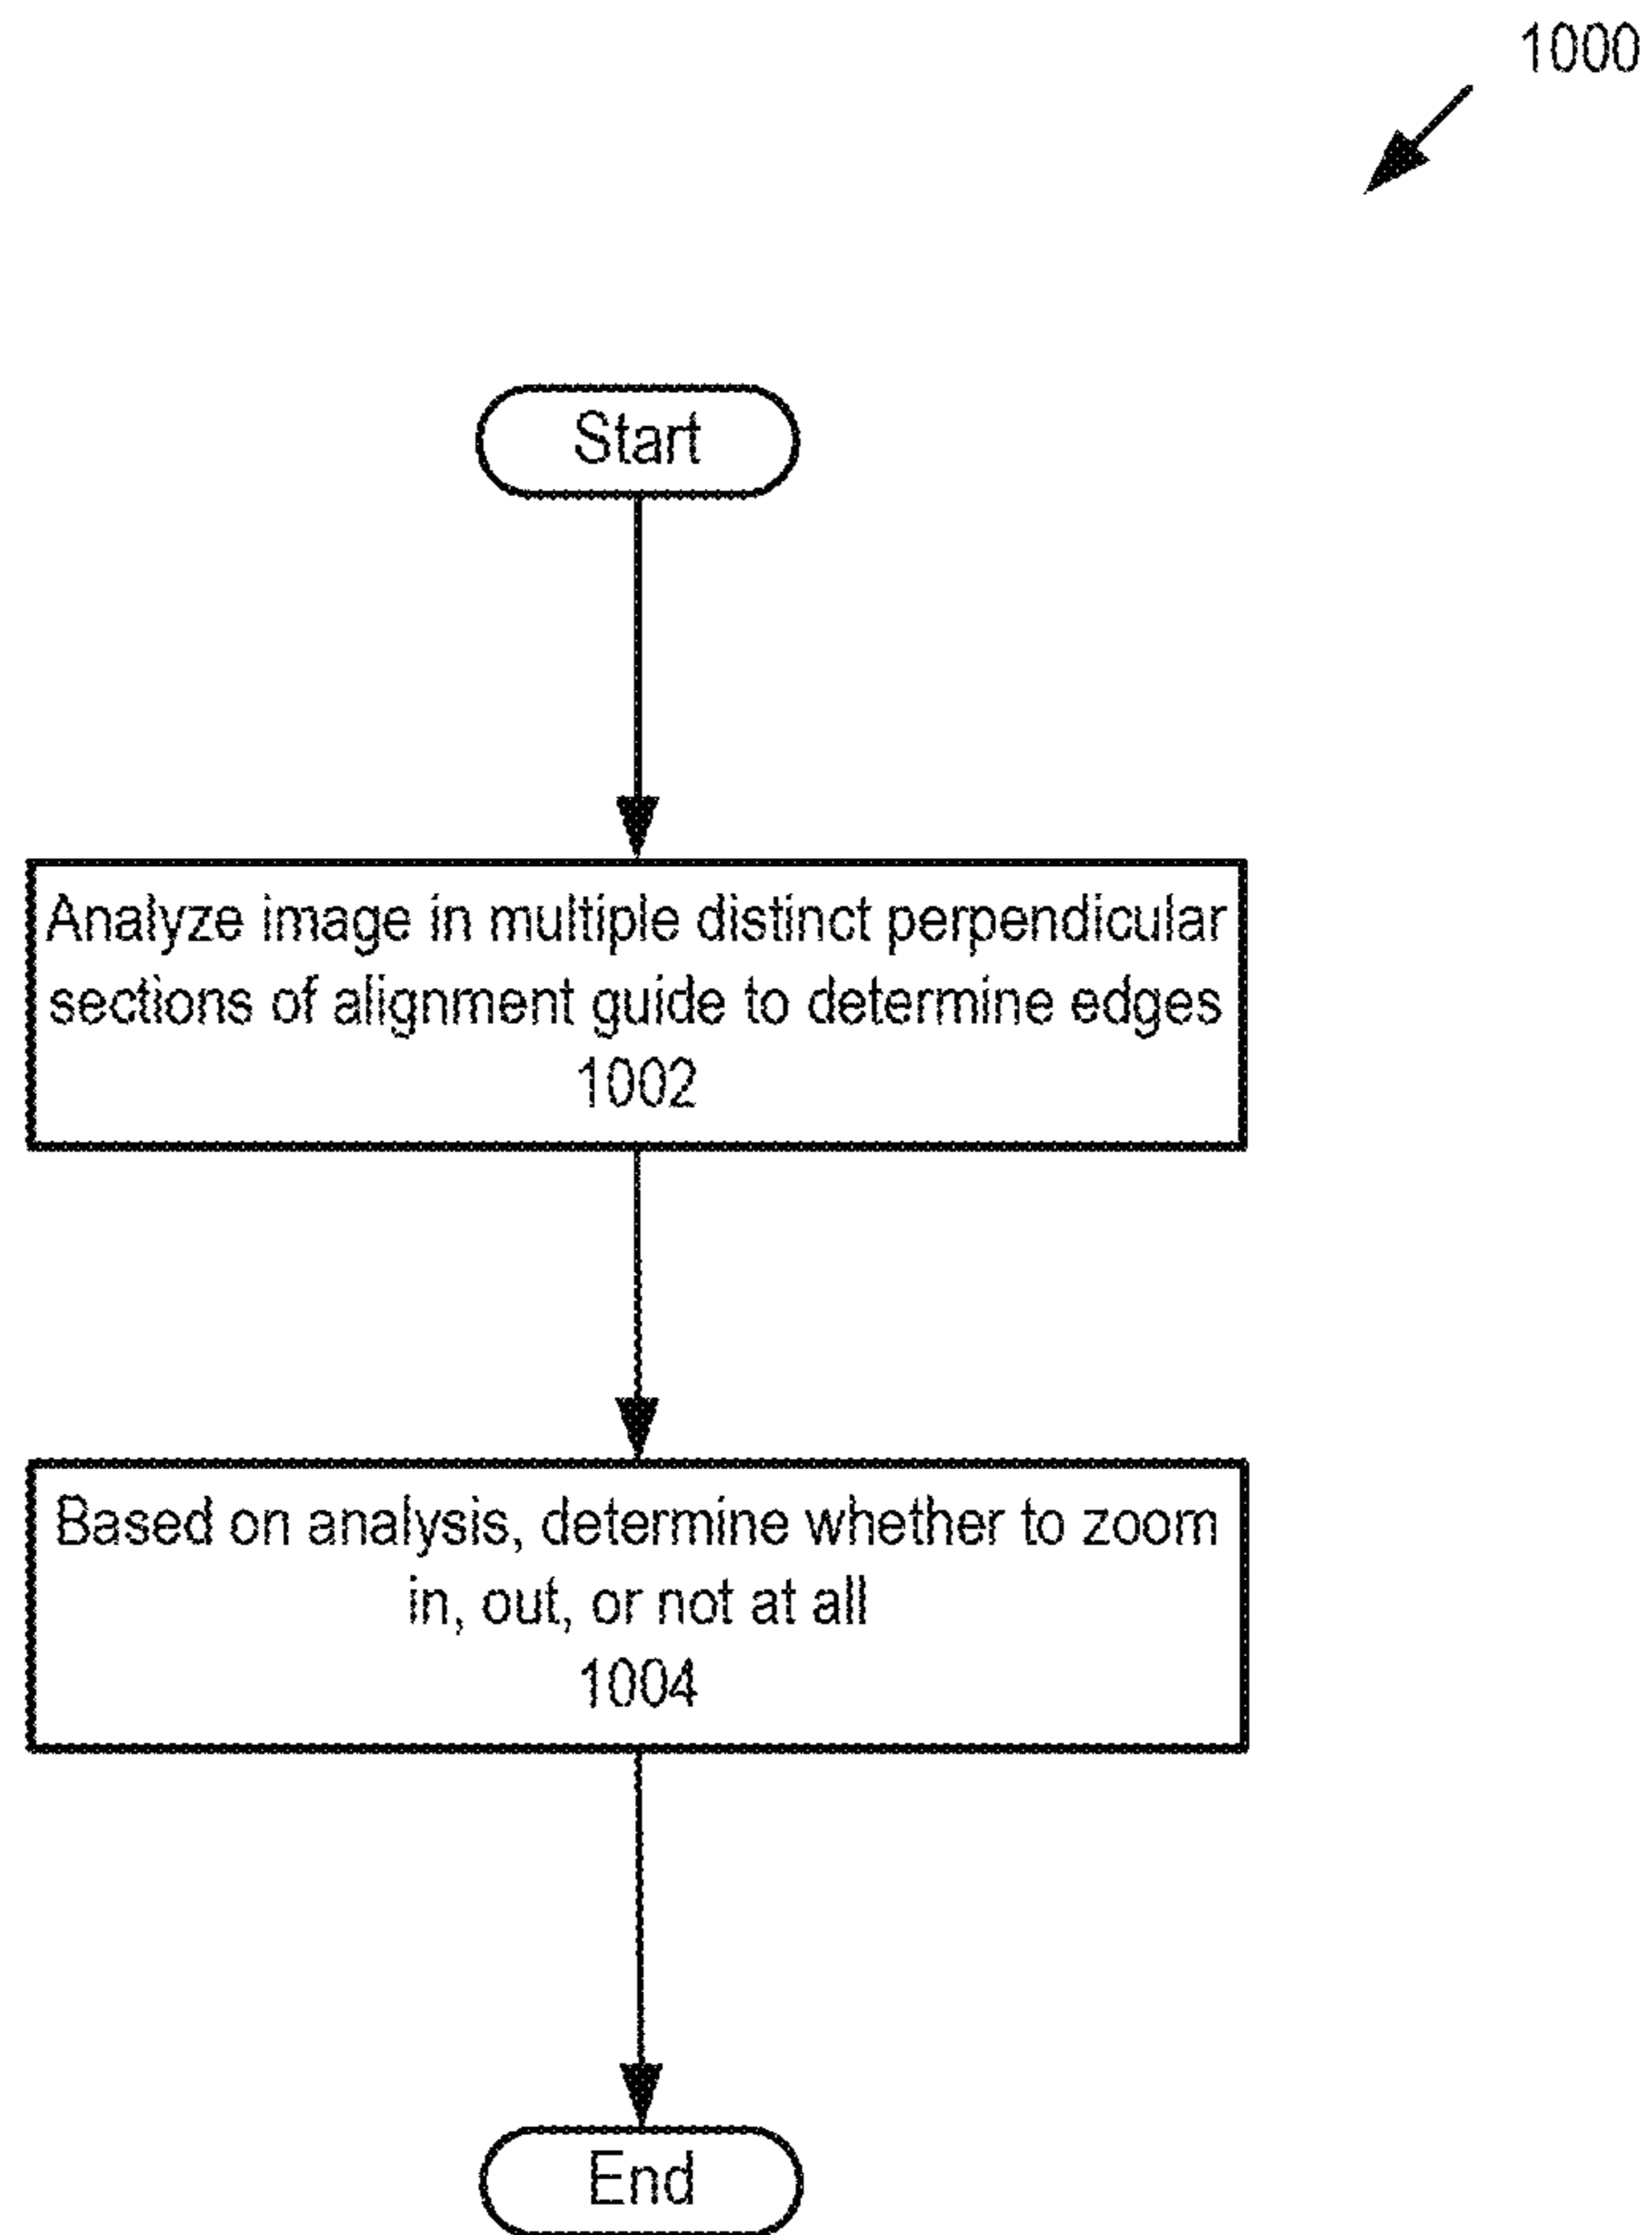 1000
Start
Analyze image in multiple distinct perpendicular
sections of alignment guide to determine edges
1002
Based on analysis, determine whether to zoom
in, out, or not at all
1004
End